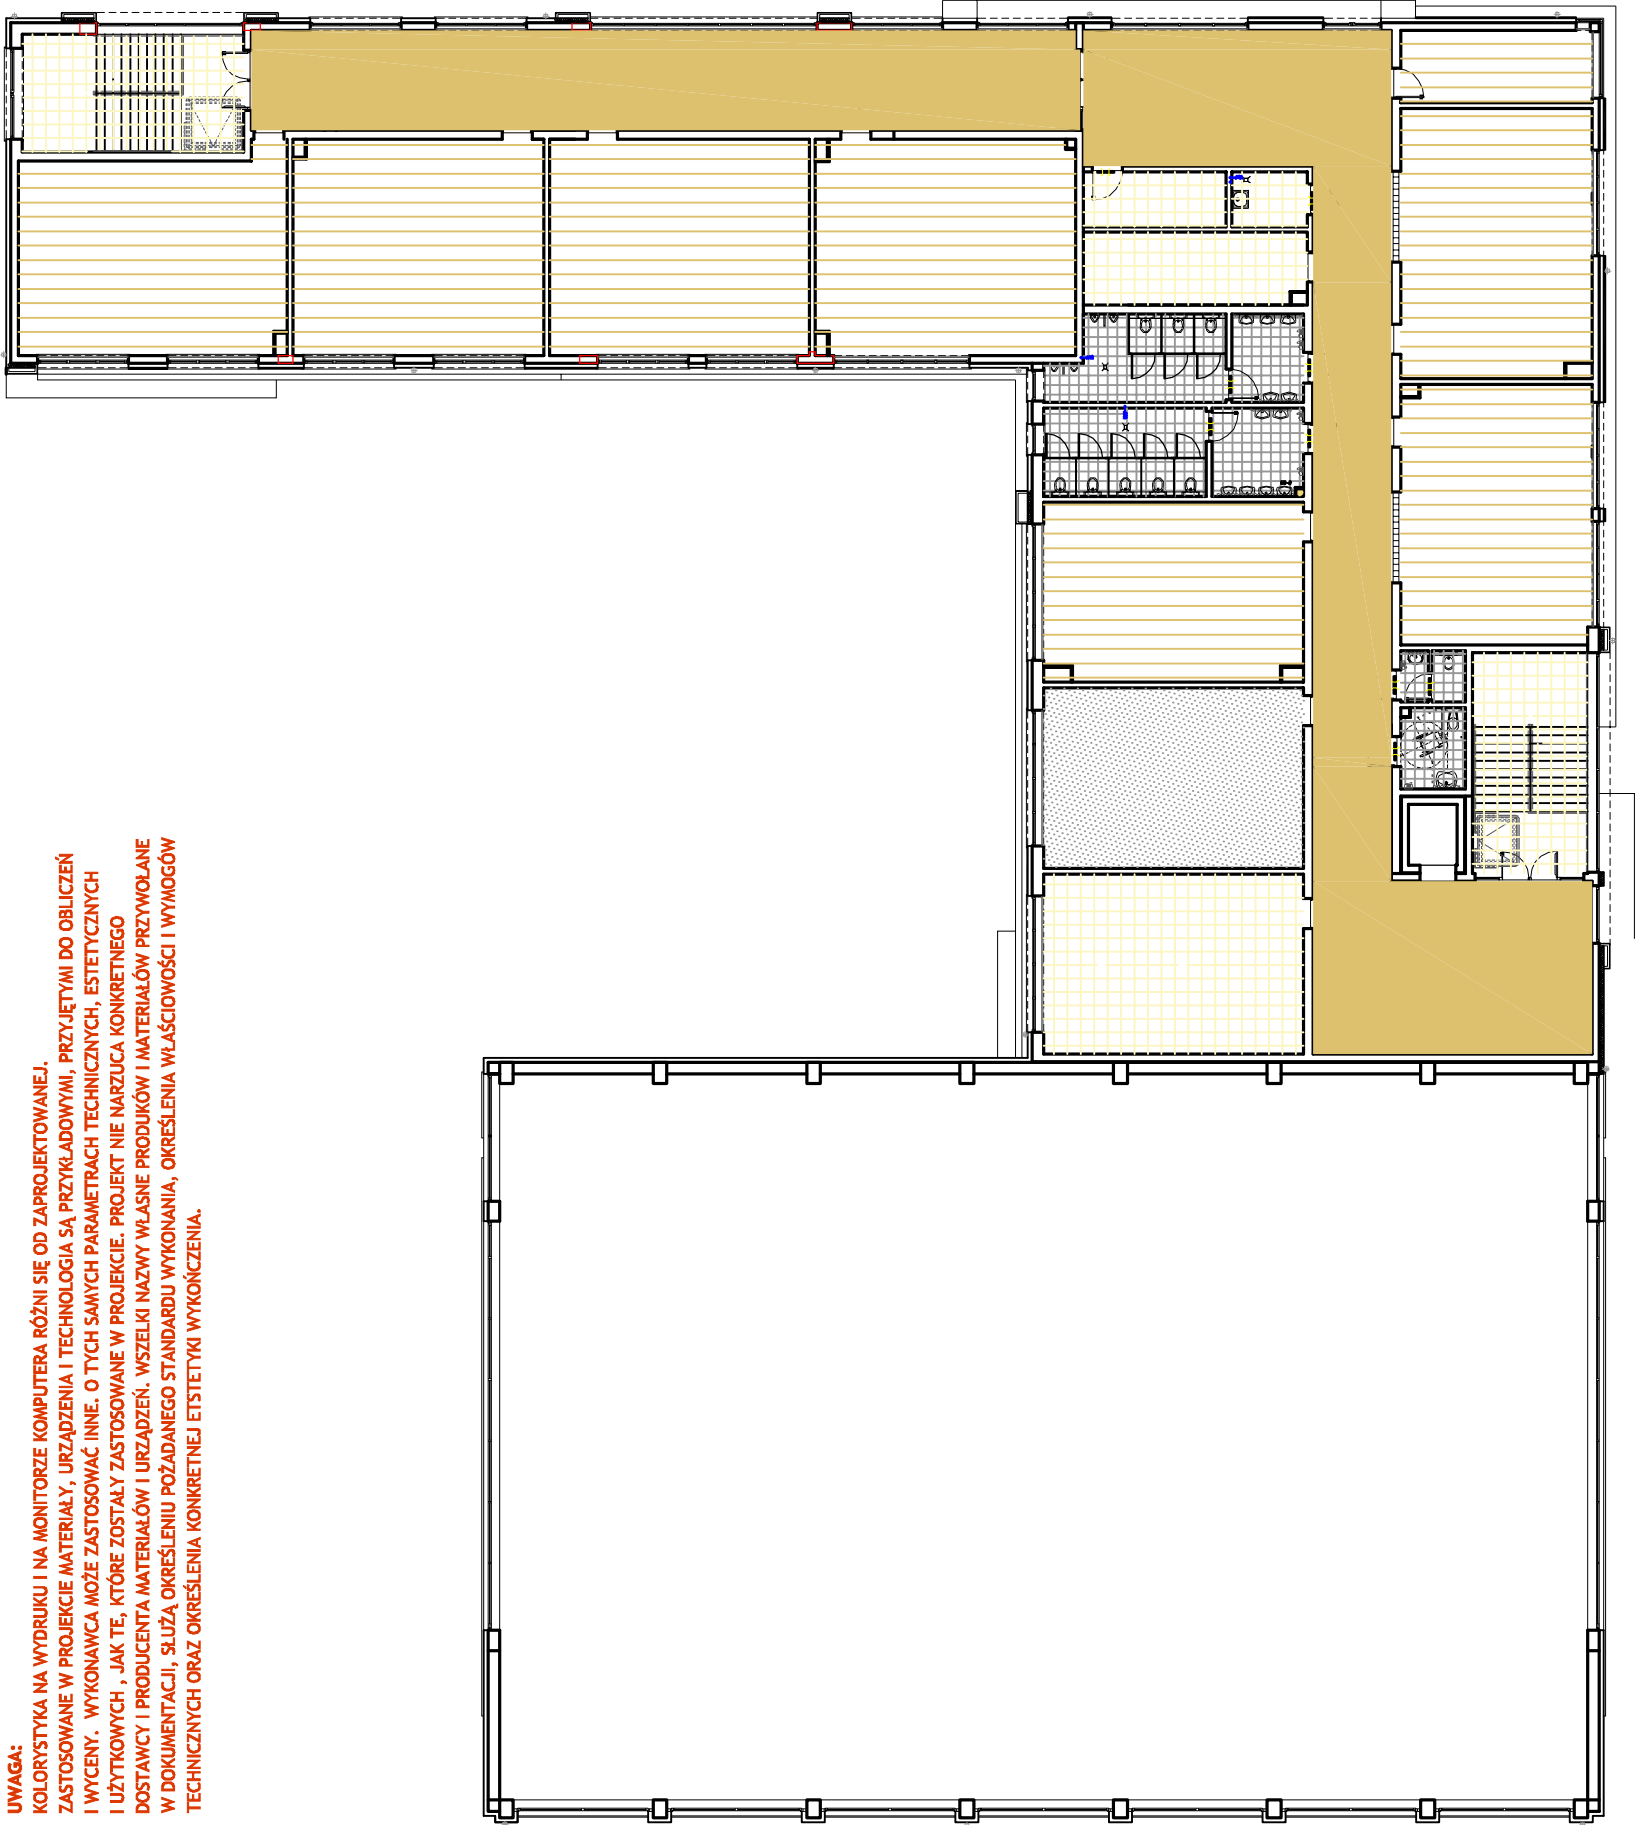 UWAGA:
KOLORYSTYKA NA WYDRUKU I NA MONITORZE KOMPUTERA RÓŻNI SIĘ OD ZAPROJEKTOWANEJ.
ZASTOSOWANE W PROJEKCIE MATERIAŁY, URZĄDZENIA I TECHNOLOGIA SĄ PRZYKŁADOWYMI, PRZYJĘTYMI DO OBLICZEŃ
I WYCENY. WYKONAWCA MOŻE ZASTOSOWAĆ INNE. O TYCH SAMYCH PARAMETRACH TECHNICZNYCH, ESTETYCZNYCH
I UŻYTKOWYCH , JAK TE, KTÓRE ZOSTAŁY ZASTOSOWANE W PROJEKCIE. PROJEKT NIE NARZUCA KONKRETNEGO
DOSTAWCY I PRODUCENTA MATERIAŁÓW I URZĄDZEŃ. WSZELKI NAZWY WŁASNE PRODUKÓW I MATERIAŁÓW PRZYWOŁANE
W DOKUMENTACJI, SŁUŻĄ OKREŚLENIU POŻĄDANEGO STANDARDU WYKONANIA, OKREŚLENIA WŁAŚCIOWOŚCI I WYMOGÓW
TECHNICZNYCH ORAZ OKREŚLENIA KONKRETNEJ ETSTETYKI WYKOŃCZENIA.